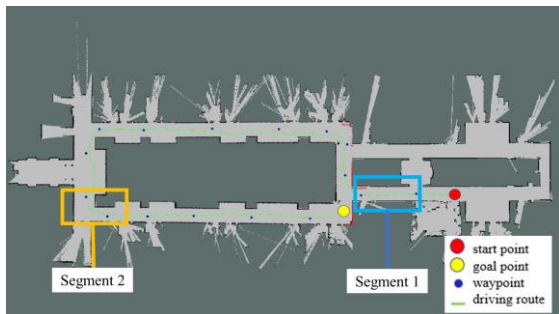 Segment 2
Segment 1
start point
goal point
waypoint
driving route